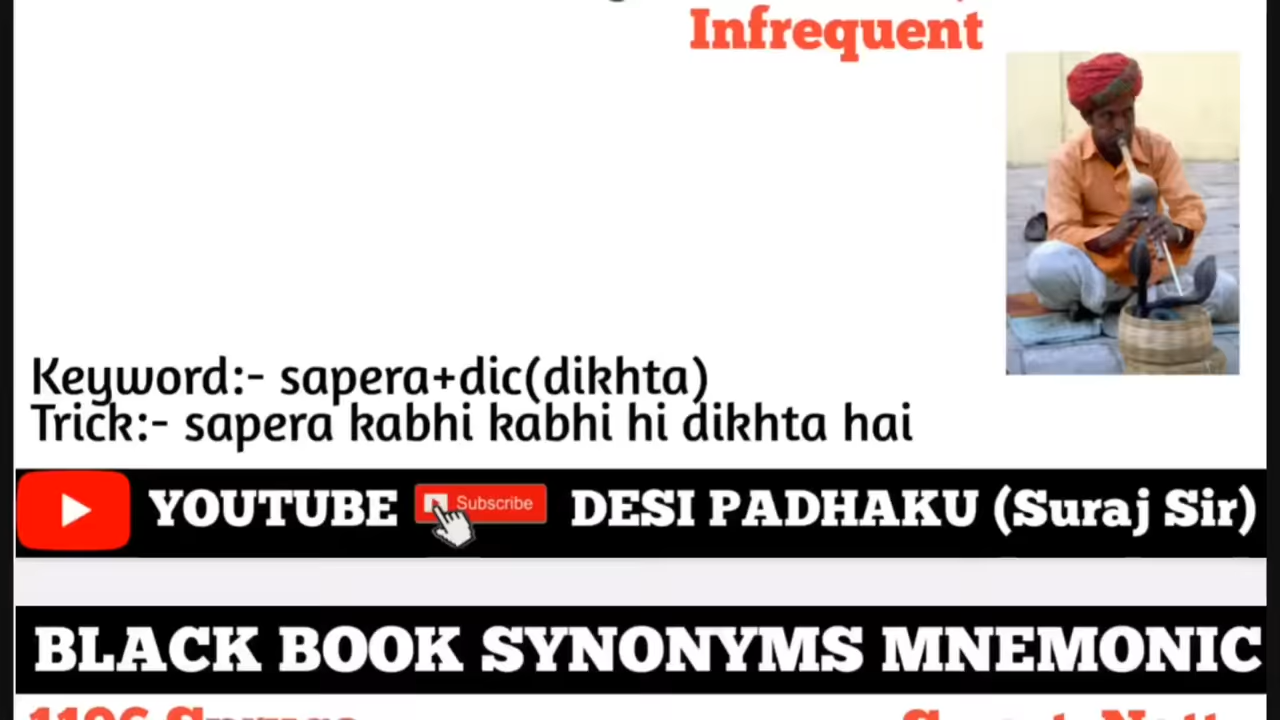 Infrequent
Keyword:- sapera+dic(dikhta)
Trick:- sapera kabhi kabhi hi dikhta hai
YOUTUBE Subscribe DESI PADHAKU (Suraj Sir)
BLACK BOOK SYNONYMS MNEMONIC